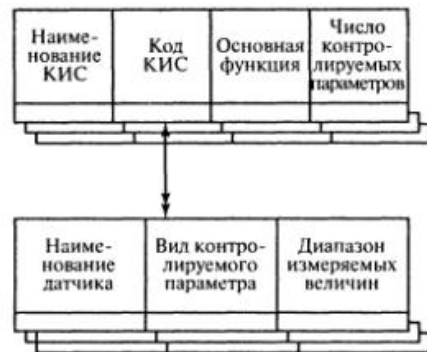 Наиме-
нование
КИС
Код
КИС
Основная
функция
Число
контро-
лируемых
параметров
Наиме-
нование
датчика
Вид контро-
лируемого
параметра
Диапазон
измеряемых
величин